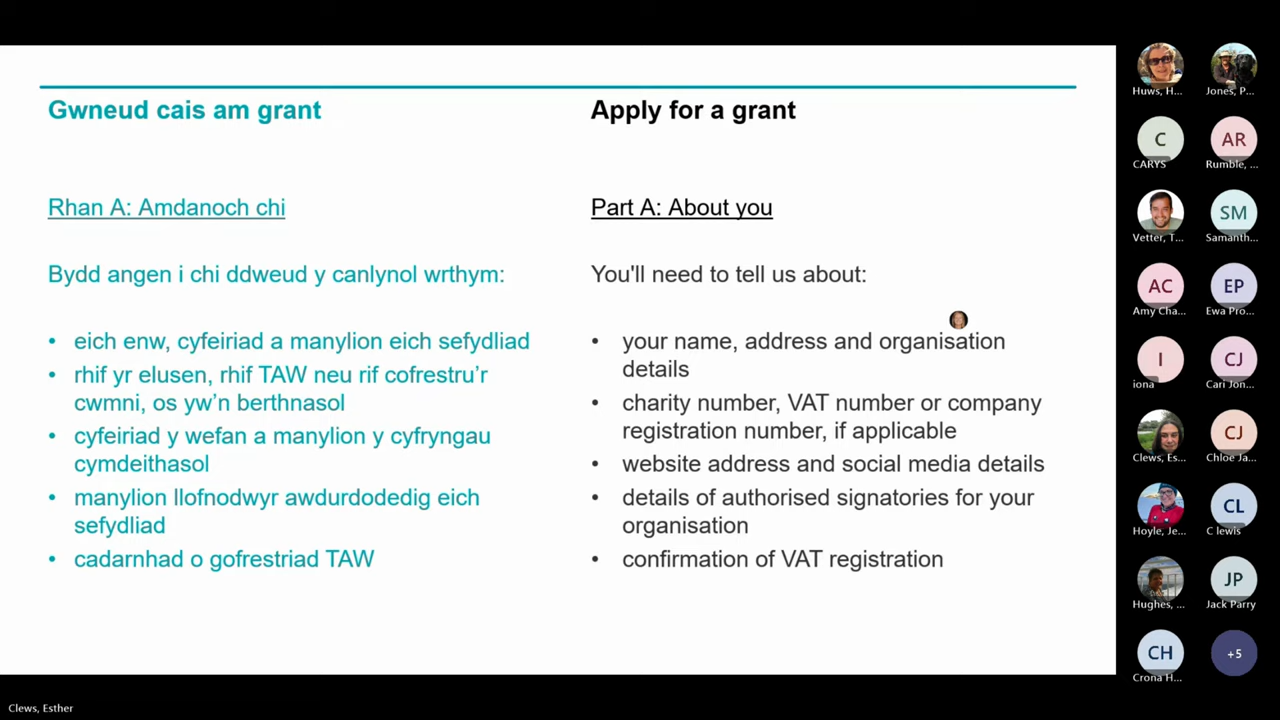 Gwneud cais am grant
Rhan A: Amdanoch chi
Bydd angen i chi ddweud y canlynol wrthym:
• eich enw, cyfeiriad a manylion eich sefydliad
• rhif yr elusen, rhif TAW neu rif cofrestru’r
cwmni, os yw’n berthnasol
• cyfeiriad y wefan a manylion y cyfryngau
cymdeithasol
• manylion llofnodwyr awdurdodedig eich
sefydliad
• cadarnhad o gofrestriad TAW
Apply for a grant
Part A: About you
You'll need to tell us about:
• your name, address and organisation
details
• charity number, VAT number or company
registration number, if applicable
• website address and social media details
• details of authorised signatories for your
organisation
• confirmation of VAT registration
Huws, H...
Jones, P...
C
CARYS
AR
Rumble, ...
Vetter, T...
SM
Samanth...
AC
Amy Cha...
EP
Ewa Pro...
I
iona
CJ
Cari Jon...
Clews, Es...
CJ
Chloe Ja...
Hoyle, Je...
CL
C lewis
Hughes, ...
JP
Jack Parry
CH
Crona H...
+5
Clews, Esther